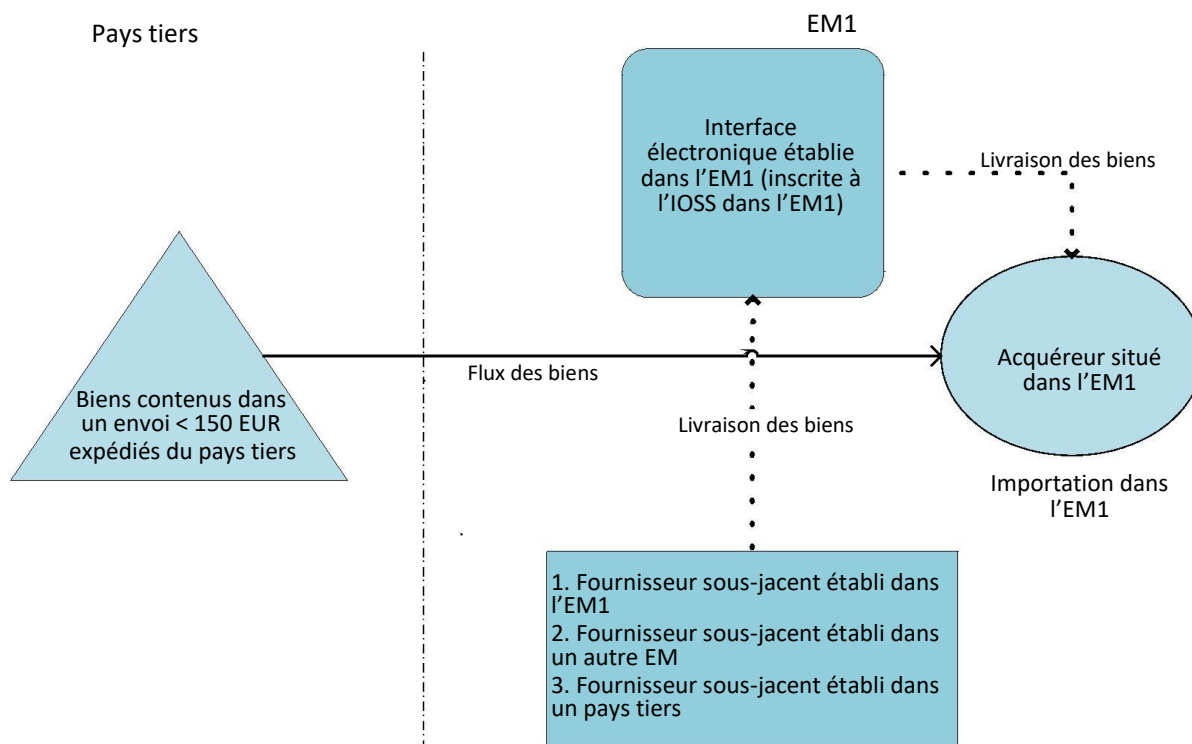 Pays tiers
EM1
Interface
électronique établie
dans l’EM1 (inscrite à
l’IOSS dans l’EM1)
Livraison des biens
Biens contenus dans
un envoi < 150 EUR
expédiés du pays tiers
Flux des biens
Acquéreur situé
dans l’EM1
Livraison des biens
Importation dans
l’EM1
1. Fournisseur sous-jacent établi dans
l’EM1
2. Fournisseur sous-jacent établi dans
un autre EM
3. Fournisseur sous-jacent établi dans
un pays tiers